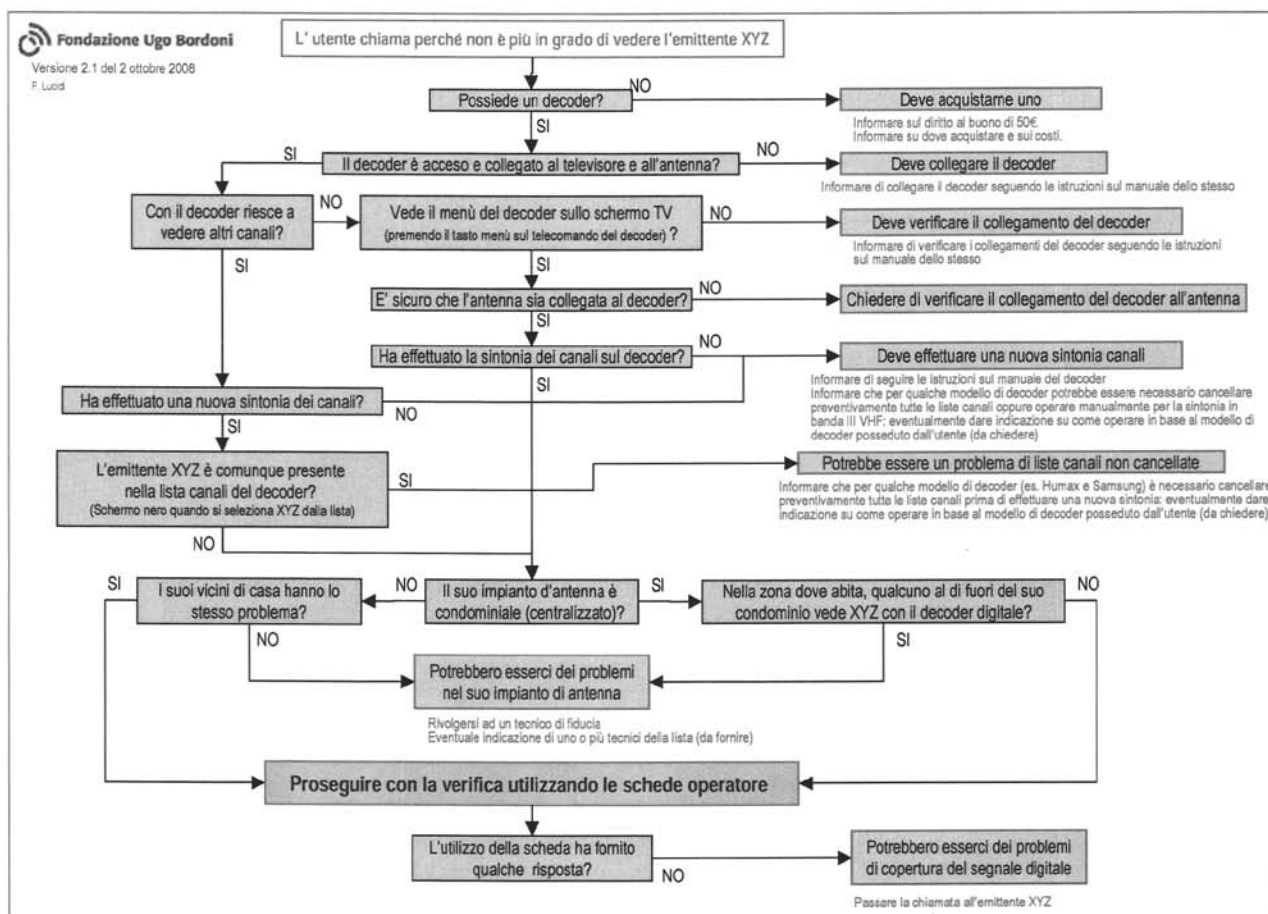 Fondazione Ugo Bordoni
Versione 2.1 del 2 ottobre 2008
F. Lucidi
L' utente chiama perché non è più in grado di vedere l'emittente XYZ
NO
Possiede un decoder?
Deve acquistarne uno
Informare sul diritto al buono di 50€.
Informare su dove acquistare e sui costi.
SI
SI
Il decoder è acceso e collegato al televisore e all'antenna?
NO
Deve collegare il decoder
Informare di collegare il decoder seguendo le istruzioni sul manuale dello stesso
Con il decoder riesce a
vedere altri canali?
NO
Vede il menù del decoder sullo schermo TV
(premendo il tasto menù sul telecomando del decoder) ?
NO
Deve verificare il collegamento del decoder
Informare di verificare i collegamenti del decoder seguendo le istruzioni
sul manuale dello stesso
SI
SI
E' sicuro che l'antenna sia collegata al decoder?
NO
Chiedere di verificare il collegamento del decoder all'antenna
SI
Ha effettuato la sintonia dei canali sul decoder?
NO
Deve effettuare una nuova sintonia canali
Informare di seguire le istruzioni sul manuale del decoder
Informare che per qualche modello di decoder potrebbe essere necessario cancellare
preventivamente tutte le liste canali oppure operare manualmente per la sintonia in
banda III VHF: eventualmente dare indicazione su come operare in base al modello di
decoder posseduto dall'utente (da chiedere)
SI
Ha effettuato una nuova sintonia dei canali?
NO
SI
L'emittente XYZ è comunque presente
nella lista canali del decoder?
(Schermo nero quando si seleziona XYZ dalla lista)
SI
Potrebbe essere un problema di liste canali non cancellate
Informare che per qualche modello di decoder (es. Humax e Samsung) è necessario cancellare
preventivamente tutte le liste canali prima di effettuare una nuova sintonia: eventualmente dare
indicazione su come operare in base al modello di decoder posseduto dall'utente (da chiedere)
NO
SI
I suoi vicini di casa hanno lo
stesso problema?
NO
Il suo impianto d'antenna è
condominiale (centralizzato)?
SI
Nella zona dove abita, qualcuno al di fuori del suo
condominio vede XYZ con il decoder digitale?
NO
NO
SI
Potrebbero esserci dei problemi
nel suo impianto di antenna
Rivolgersi ad un tecnico di fiducia
Eventuale indicazione di uno o più tecnici della lista (da fornire)
Proseguire con la verifica utilizzando le schede operatore
L'utilizzo della scheda ha fornito
qualche risposta?
NO
Potrebbero esserci dei problemi
di copertura del segnale digitale
Passare la chiamata all'emittente XYZ